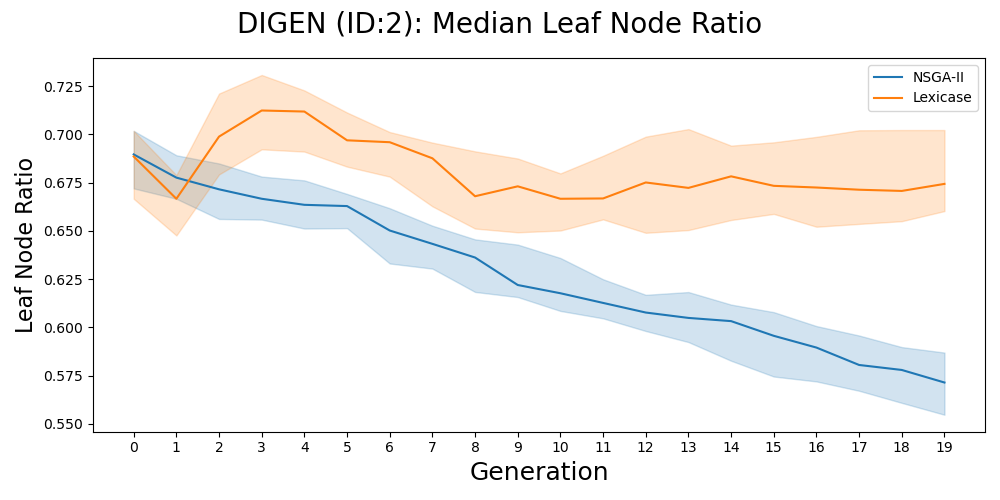 DIGEN (ID:2): Median Leaf Node Ratio
NSGA-II
Lexicase
Leaf Node Ratio
0.725
0.700
0.675
0.650
0.625
0.600
0.575
0.550
0 1 2 3 4 5 6 7 8 9 10 11 12 13 14 15 16 17 18 19
Generation